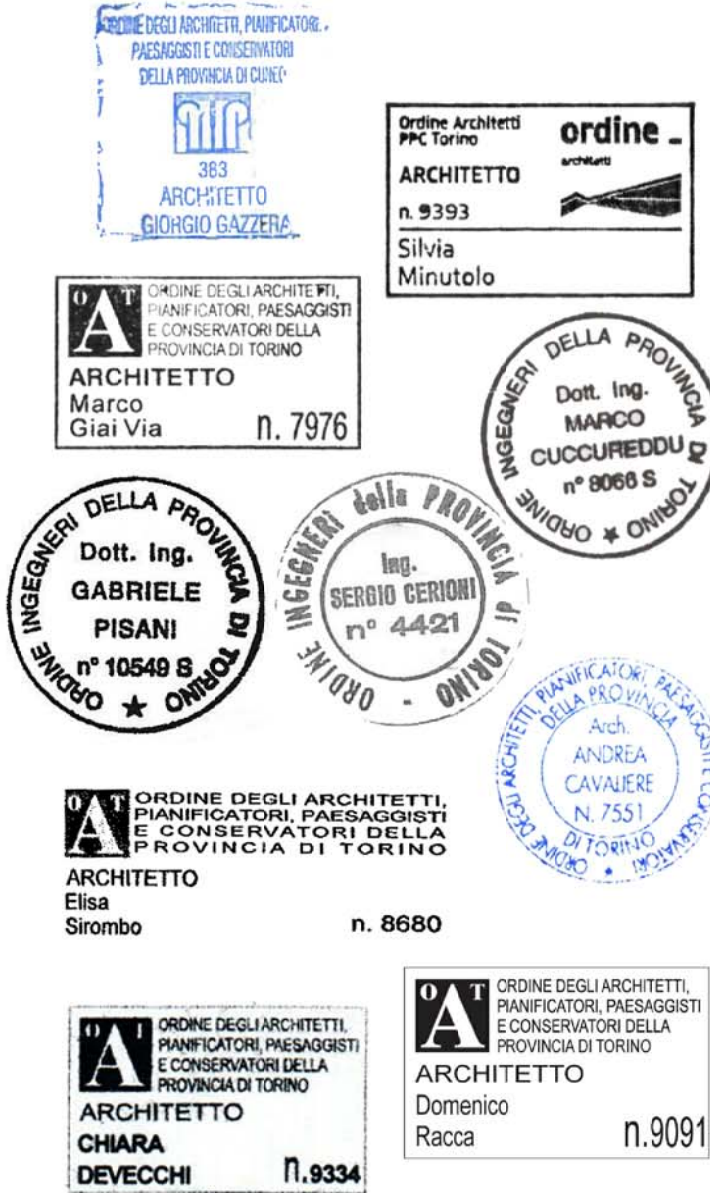 ORDINE DEGLI ARCHITETTI, PIANIFICATORI,
PAESAGGISTI E CONSERVATORI
DELLA PROVINCIA DI CUNEO
383
ARCHITETTO
GIORGIO GAZZERA
Ordine Architetti
PPC Torino
ordine
architetti
ARCHITETTO
n. 9393
Silvia
Minutolo
O A T
ORDINE DEGLI ARCHITETTI,
PIANIFICATORI, PAESAGGISTI
E CONSERVATORI DELLA
PROVINCIA DI TORINO
ARCHITETTO
Marco
Giai Via
n. 7976
ORDINE INGEGNERI DELLA PROVINCIA DI TORINO
Dott. Ing.
MARCO
CUCCUREDDU
n° 8066 S
ORDINE INGEGNERI DELLA PROVINCIA DI TORINO
Dott. Ing.
GABRIELE
PISANI
n° 10549 S
ORDINE INGEGNERI della PROVINCIA di TORINO -
Ing.
SERGIO CERIONI
n° 4421
ORDINE DEGLI ARCHITETTI, PIANIFICATORI, PAESAGGISTI E CONSERVATORI
DELLA PROVINCIA
DI TORINO
Arch.
ANDREA
CAVALIERE
N. 7551
O A T
ORDINE DEGLI ARCHITETTI,
PIANIFICATORI, PAESAGGISTI
E CONSERVATORI DELLA
PROVINCIA DI TORINO
ARCHITETTO
Elisa
Sirombo
n. 8680
O A T
ORDINE DEGLI ARCHITETTI,
PIANIFICATORI, PAESAGGISTI
E CONSERVATORI DELLA
PROVINCIA DI TORINO
ARCHITETTO
CHIARA
DEVECCHI
n.9334
O A T
ORDINE DEGLI ARCHITETTI,
PIANIFICATORI, PAESAGGISTI
E CONSERVATORI DELLA
PROVINCIA DI TORINO
ARCHITETTO
Domenico
Racca
n.9091